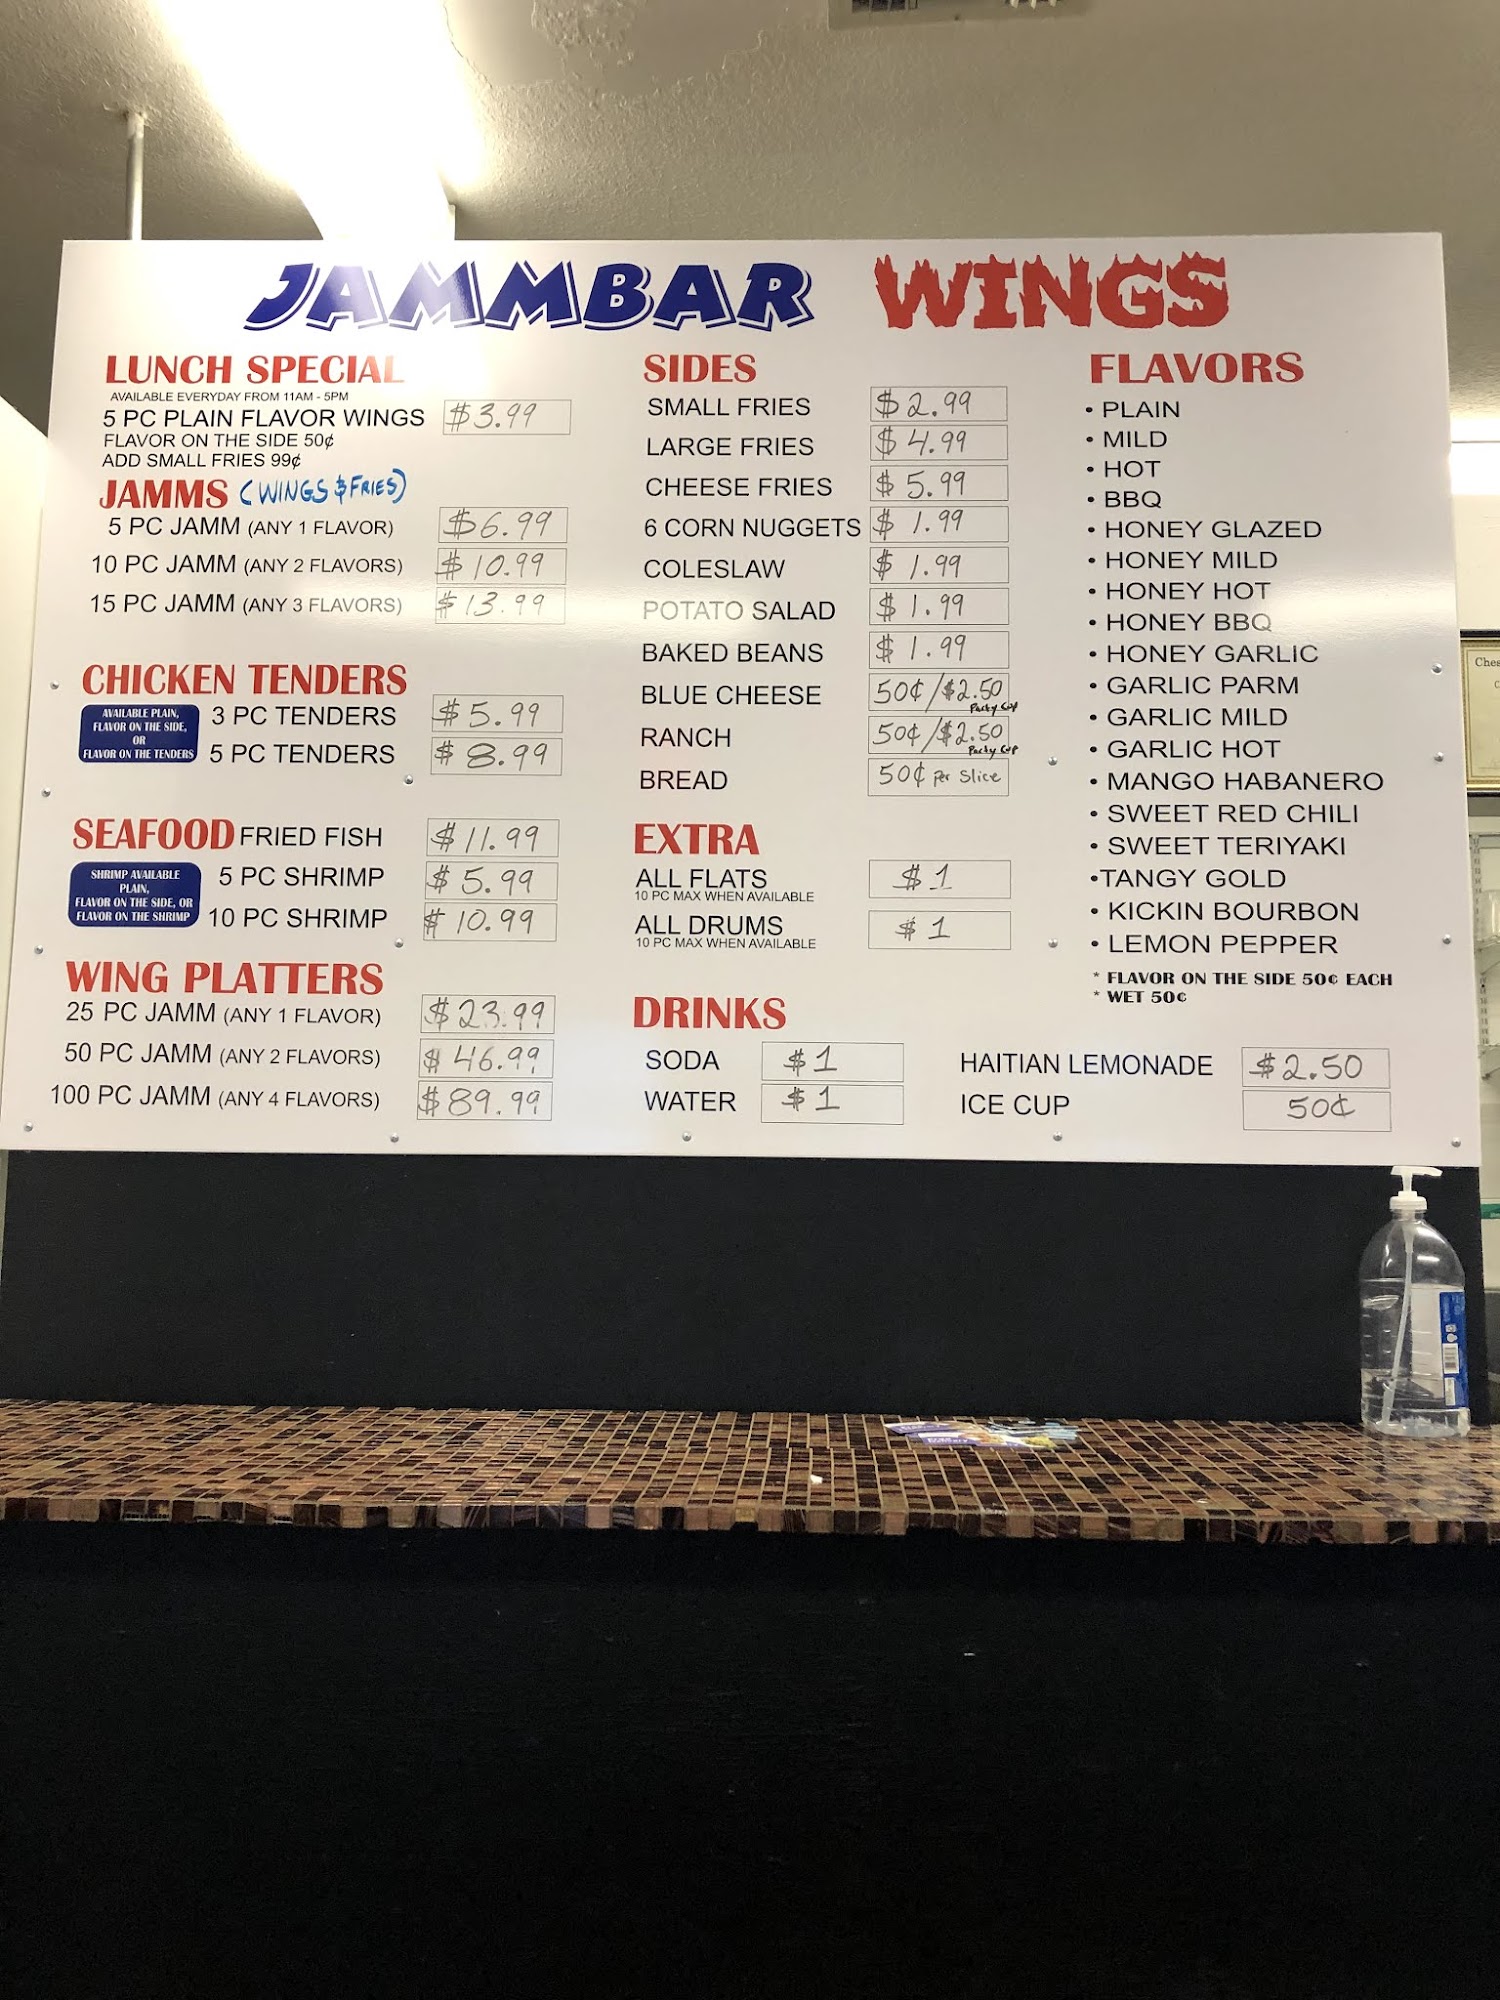 JAMMBAR WINGS
LUNCH SPECIAL
AVAILABLE EVERYDAY FROM 11AM - 5PM
5 PC PLAIN FLAVOR WINGS $3.99
FLAVOR ON THE SIDE 50¢
ADD SMALL FRIES 99¢
JAMMS (WINGS & FRIES)
5 PC JAMM (ANY 1 FLAVOR) $6.99
10 PC JAMM (ANY 2 FLAVORS) $10.99
15 PC JAMM (ANY 3 FLAVORS) $13.99
CHICKEN TENDERS
AVAILABLE PLAIN,
FLAVOR ON THE SIDE,
OR
FLAVOR ON THE TENDERS
3 PC TENDERS $5.99
5 PC TENDERS $8.99
SEAFOOD FRIED FISH $11.99
SHRIMP AVAILABLE
PLAIN,
FLAVOR ON THE SIDE, OR
FLAVOR ON THE SHRIMP
5 PC SHRIMP $5.99
10 PC SHRIMP $10.99
WING PLATTERS
25 PC JAMM (ANY 1 FLAVOR) $23.99
50 PC JAMM (ANY 2 FLAVORS) $46.99
100 PC JAMM (ANY 4 FLAVORS) $89.99
SIDES
SMALL FRIES $2.99
LARGE FRIES $4.99
CHEESE FRIES $5.99
6 CORN NUGGETS $1.99
COLESLAW $1.99
POTATO SALAD $1.99
BAKED BEANS $1.99
BLUE CHEESE 50¢/$2.50 Party Cup
RANCH 50¢/$2.50 Party Cup
BREAD 50¢ per Slice
EXTRA
ALL FLATS $1
10 PC MAX WHEN AVAILABLE
ALL DRUMS $1
10 PC MAX WHEN AVAILABLE
DRINKS
SODA $1
WATER $1
HAITIAN LEMONADE $2.50
ICE CUP 50¢
FLAVORS
• PLAIN
• MILD
• HOT
• BBQ
• HONEY GLAZED
• HONEY MILD
• HONEY HOT
• HONEY BBQ
• HONEY GARLIC
• GARLIC PARM
• GARLIC MILD
• GARLIC HOT
• MANGO HABANERO
• SWEET RED CHILI
• SWEET TERIYAKI
•TANGY GOLD
• KICKIN BOURBON
• LEMON PEPPER
* FLAVOR ON THE SIDE 50¢ EACH
* WET 50¢